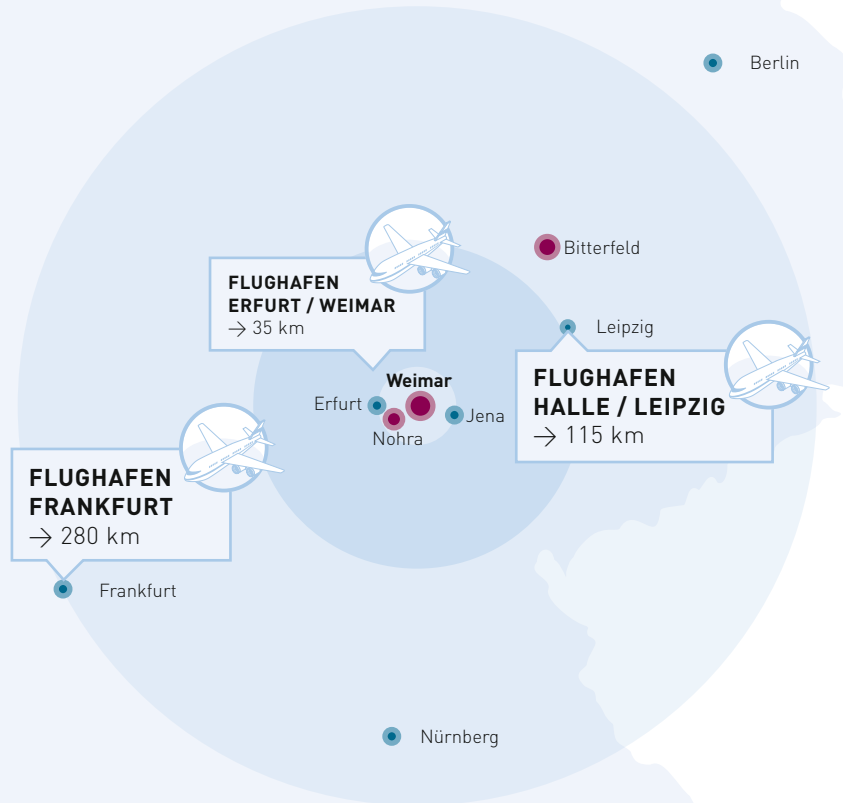 Berlin
Bitterfeld
FLUGHAFEN
ERFURT / WEIMAR
→ 35 km
Leipzig
FLUGHAFEN
HALLE / LEIPZIG
→ 115 km
Weimar
Erfurt
Jena
Nohra
FLUGHAFEN
FRANKFURT
→ 280 km
Frankfurt
Nürnberg